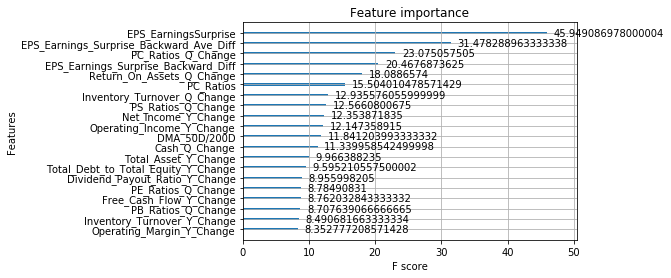 Feature importance
EPS_EarningsSurprise 45.949086978000004
EPS_Earnings_Surprise_Backward_Ave_Diff 31.478288963333338
PC_Ratios_Q_Change 23.075057505
EPS_Earnings_Surprise_Backward_Diff 20.4676873625
Return_On_Assets_Q_Change 18.0886574
PC_Ratios 15.504010478571429
Inventory_Turnover_Q_Change 12.935576055999999
PS_Ratios_Q_Change 12.5660800675
Net Income_Y_Change 12.353871835
Operating_Income_Y_Change 12.147358915
DMA_50D/200D 11.841203993333332
Cash_Q_Change 11.339958542499998
Total_Asset_Y_Change 9.966388235
Total_Debt_to_Total_Equity_Y_Change 9.595210557500002
Dividend_Payout_Ratio_Y_Change 8.955998205
PE_Ratios_Q_Change 8.78490831
Free_Cash_Flow_Y_Change 8.762032843333332
PB_Ratios_Q_Change 8.707639066666665
Inventory_Turnover_Y_Change 8.490681663333334
Operating_Margin_Y_Change 8.352777208571428
Features
0 10 20 30 40 50
F score